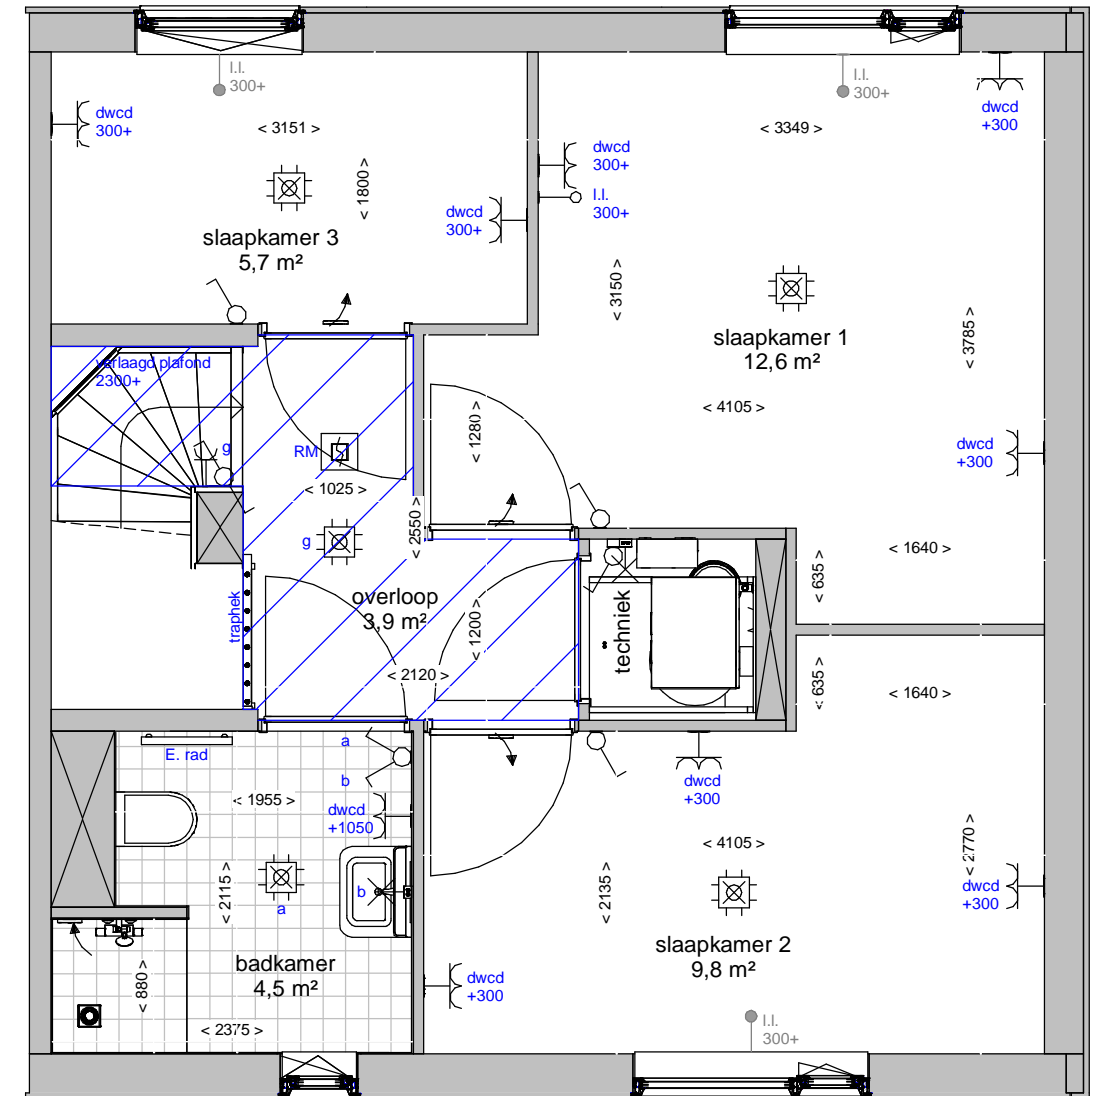 l.l.
300+
l.l.
300+
dwcd
300+
dwcd
+300
< 3151 >
< 3349 >
dwcd
300+
< 1800 >
l.l.
300+
dwcd
300+
slaapkamer 3
5,7 m²
< 3150 >
slaapkamer 1
12,6 m²
< 3785 >
verlaagd plafond
2300+
< 4105 >
< 1280 >
g
RM
dwcd
+300
< 1025 >
< 2550 >
g
< 1640 >
< 635 >
overloop
3,9 m²
traphek
< 1200 >
techniek
< 2120 >
< 635 >
< 1640 >
a
E. rad
b
dwcd
+300
< 1955 >
dwcd
+1050
< 4105 >
< 2770 >
< 2115 >
a
b
< 2135 >
dwcd
+300
slaapkamer 2
9,8 m²
badkamer
4,5 m²
< 880 >
dwcd
+300
< 2375 >
l.l.
300+